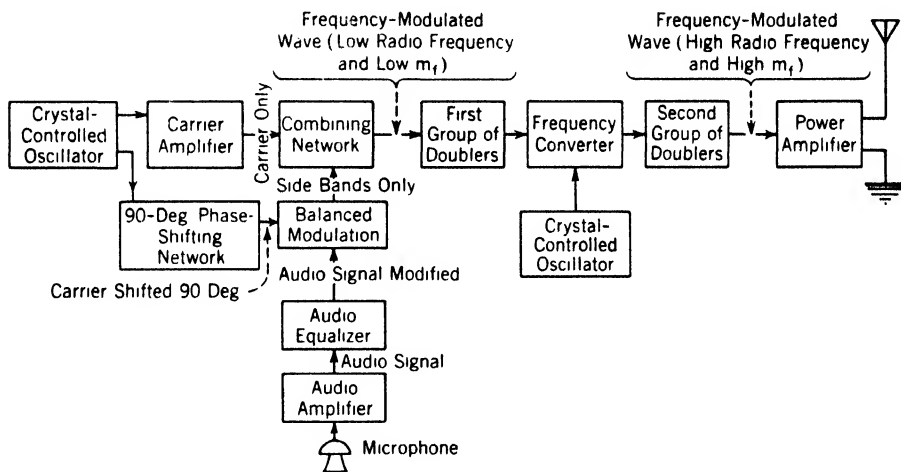 Frequency-Modulated
Wave (Low Radio Frequency
and Low mf)
Frequency-Modulated
Wave (High Radio Frequency
and High mf)
Crystal-
Controlled
Oscillator
Carrier
Amplifier
Carrier Only
Combining
Network
First
Group of
Doublers
Frequency
Converter
Second
Group of
Doublers
Power
Amplifier
Side Bands Only
90-Deg Phase-
Shifting
Network
Balanced
Modulation
Crystal-
Controlled
Oscillator
Carrier Shifted 90 Deg
Audio Signal Modified
Audio
Equalizer
Audio Signal
Audio
Amplifier
Microphone